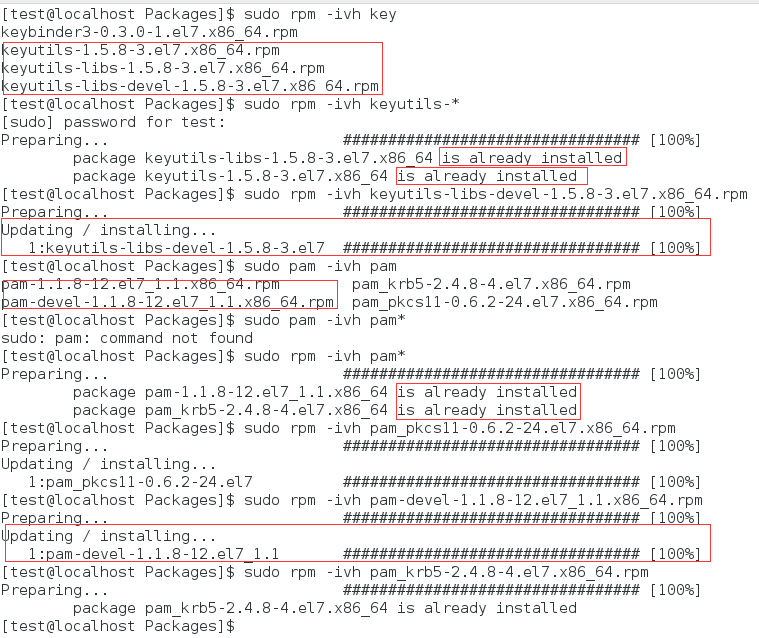 [test@localhost Packages]$ sudo rpm -ivh key
keybinder3-0.3.0-1.el7.x86_64.rpm
keyutils-1.5.8-3.el7.x86_64.rpm
keyutils-libs-1.5.8-3.el7.x86_64.rpm
keyutils-libs-devel-1.5.8-3.el7.x86_64.rpm
[test@localhost Packages]$ sudo rpm -ivh keyutils-*
[sudo] password for test:
Preparing... ################################# [100%]
package keyutils-libs-1.5.8-3.el7.x86_64 is already installed
package keyutils-1.5.8-3.el7.x86_64 is already installed
[test@localhost Packages]$ sudo rpm -ivh keyutils-libs-devel-1.5.8-3.el7.x86_64.rpm
Preparing... ################################# [100%]
Updating / installing...
1:keyutils-libs-devel-1.5.8-3.el7 ################################# [100%]
[test@localhost Packages]$ sudo pam -ivh pam
pam-1.1.8-12.el7_1.1.x86_64.rpm pam_krb5-2.4.8-4.el7.x86_64.rpm
pam-devel-1.1.8-12.el7_1.1.x86_64.rpm pam_pkcs11-0.6.2-24.el7.x86_64.rpm
[test@localhost Packages]$ sudo pam -ivh pam*
sudo: pam: command not found
[test@localhost Packages]$ sudo rpm -ivh pam*
Preparing... ################################# [100%]
package pam-1.1.8-12.el7_1.1.x86_64 is already installed
package pam_krb5-2.4.8-4.el7.x86_64 is already installed
[test@localhost Packages]$ sudo rpm -ivh pam_pkcs11-0.6.2-24.el7.x86_64.rpm
Preparing... ################################# [100%]
Updating / installing...
1:pam_pkcs11-0.6.2-24.el7 ################################# [100%]
[test@localhost Packages]$ sudo rpm -ivh pam-devel-1.1.8-12.el7_1.1.x86_64.rpm
Preparing... ################################# [100%]
Updating / installing...
1:pam-devel-1.1.8-12.el7_1.1 ################################# [100%]
[test@localhost Packages]$ sudo rpm -ivh pam_krb5-2.4.8-4.el7.x86_64.rpm
Preparing... ################################# [100%]
package pam_krb5-2.4.8-4.el7.x86_64 is already installed
[test@localhost Packages]$